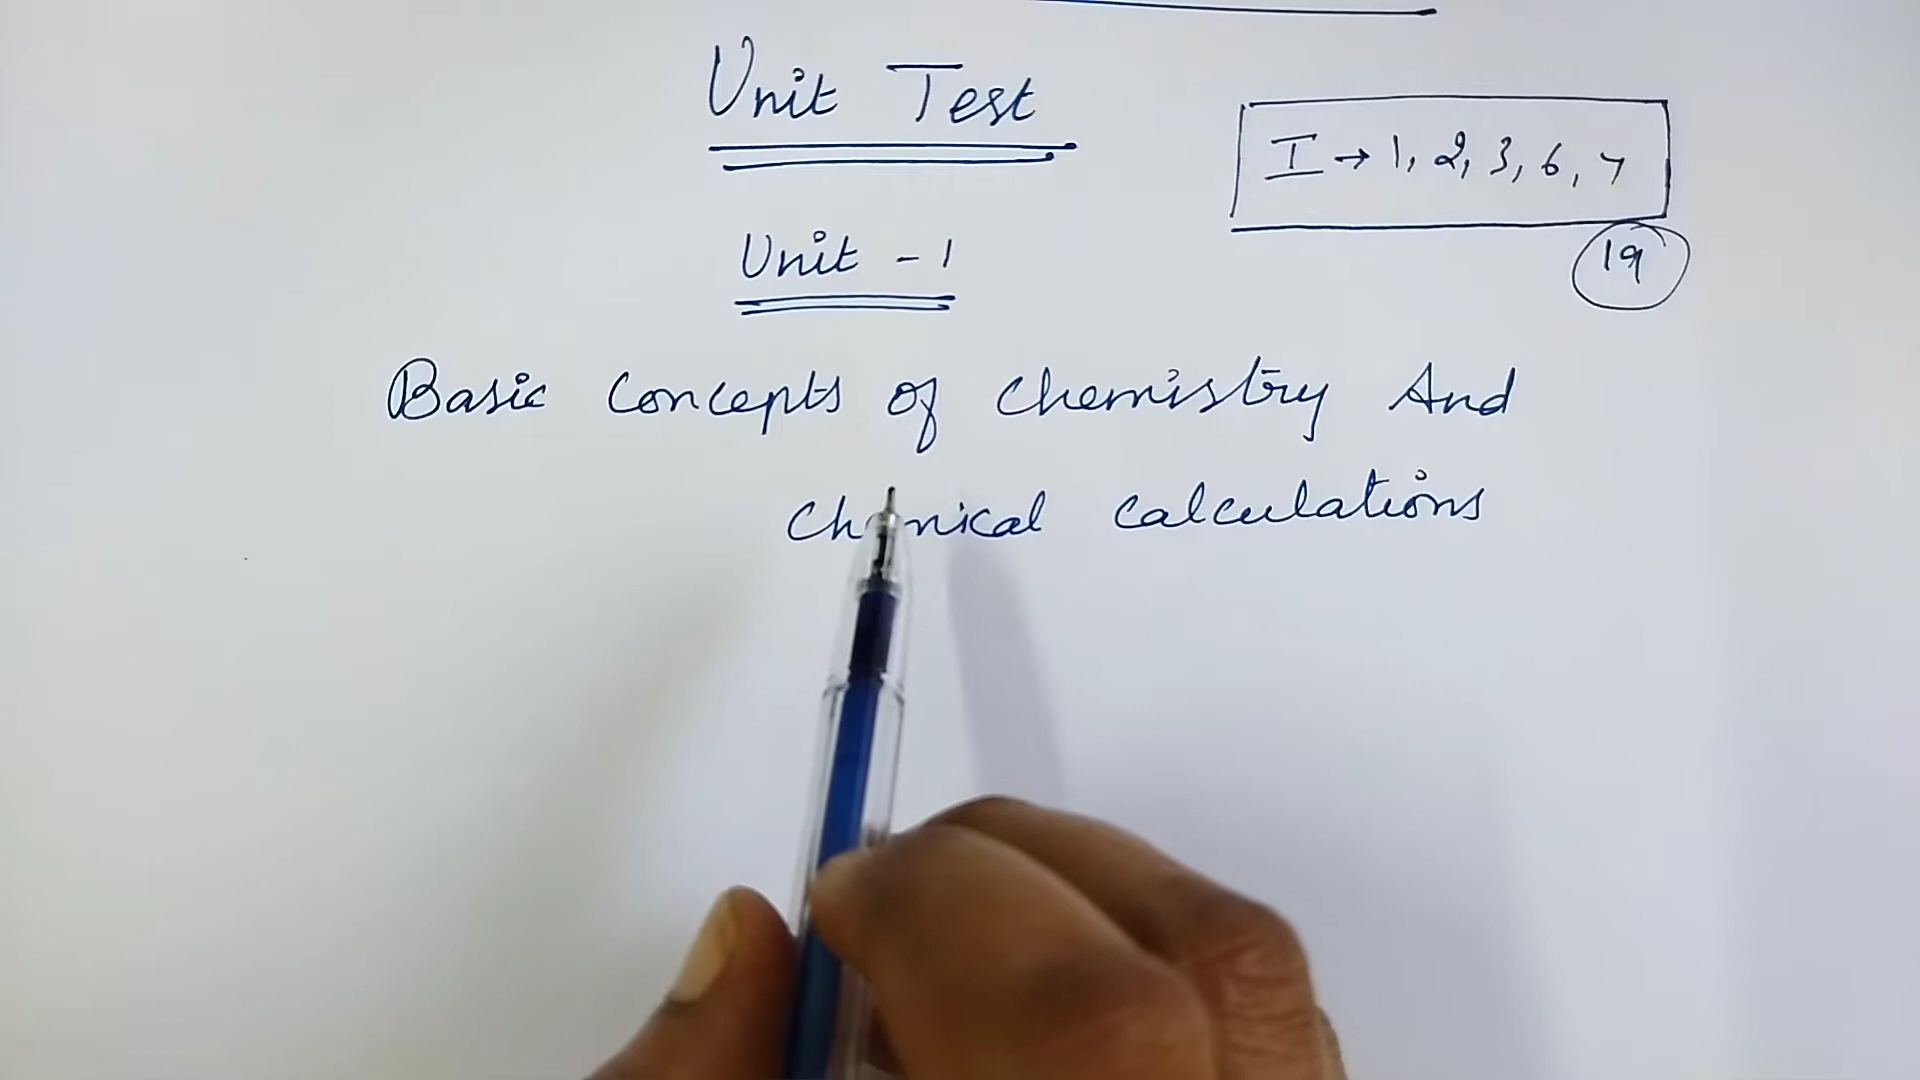 Unit Test
I → 1, 2, 3, 6, 7
19
Unit - 1
Basic Concepts of Chemistry And
Chemical Calculations